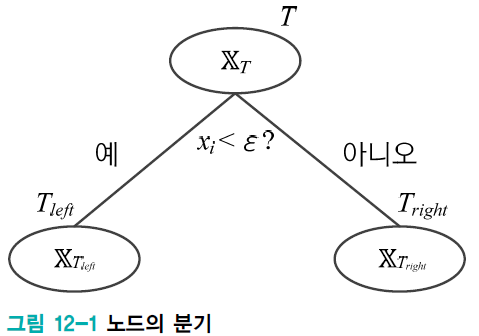 T
𝕏_T
예 x_i < ε? 아니오
T_left T_right
𝕏_{T_left} 𝕏_{T_right}
그림 12-1 노드의 분기